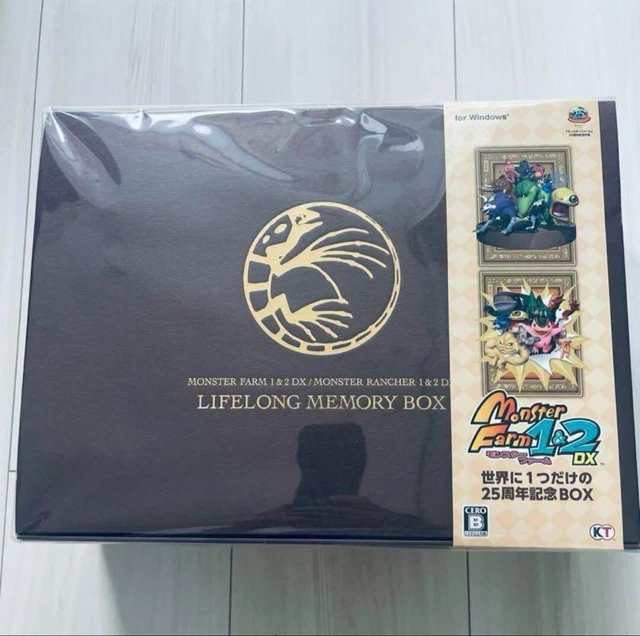 for Windows®
25
MONSTER FARM 1&2 DX / MONSTER RANCHER 1&2 D
LIFELONG MEMORY BOX
Monster
Farm 1&2
モンスターファーム DX
世界に1つだけの
25周年記念BOX
CERO
B
KT